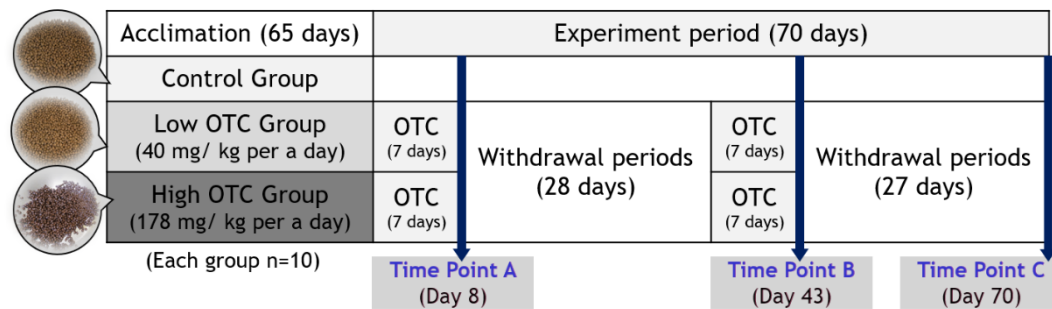 Acclimation (65 days)
Experiment period (70 days)
Control Group
Low OTC Group
(40 mg/ kg per a day)
OTC
(7 days)
Withdrawal periods
(28 days)
OTC
(7 days)
Withdrawal periods
(27 days)
High OTC Group
(178 mg/ kg per a day)
OTC
(7 days)
OTC
(7 days)
(Each group n=10)
Time Point A
(Day 8)
Time Point B
(Day 43)
Time Point C
(Day 70)